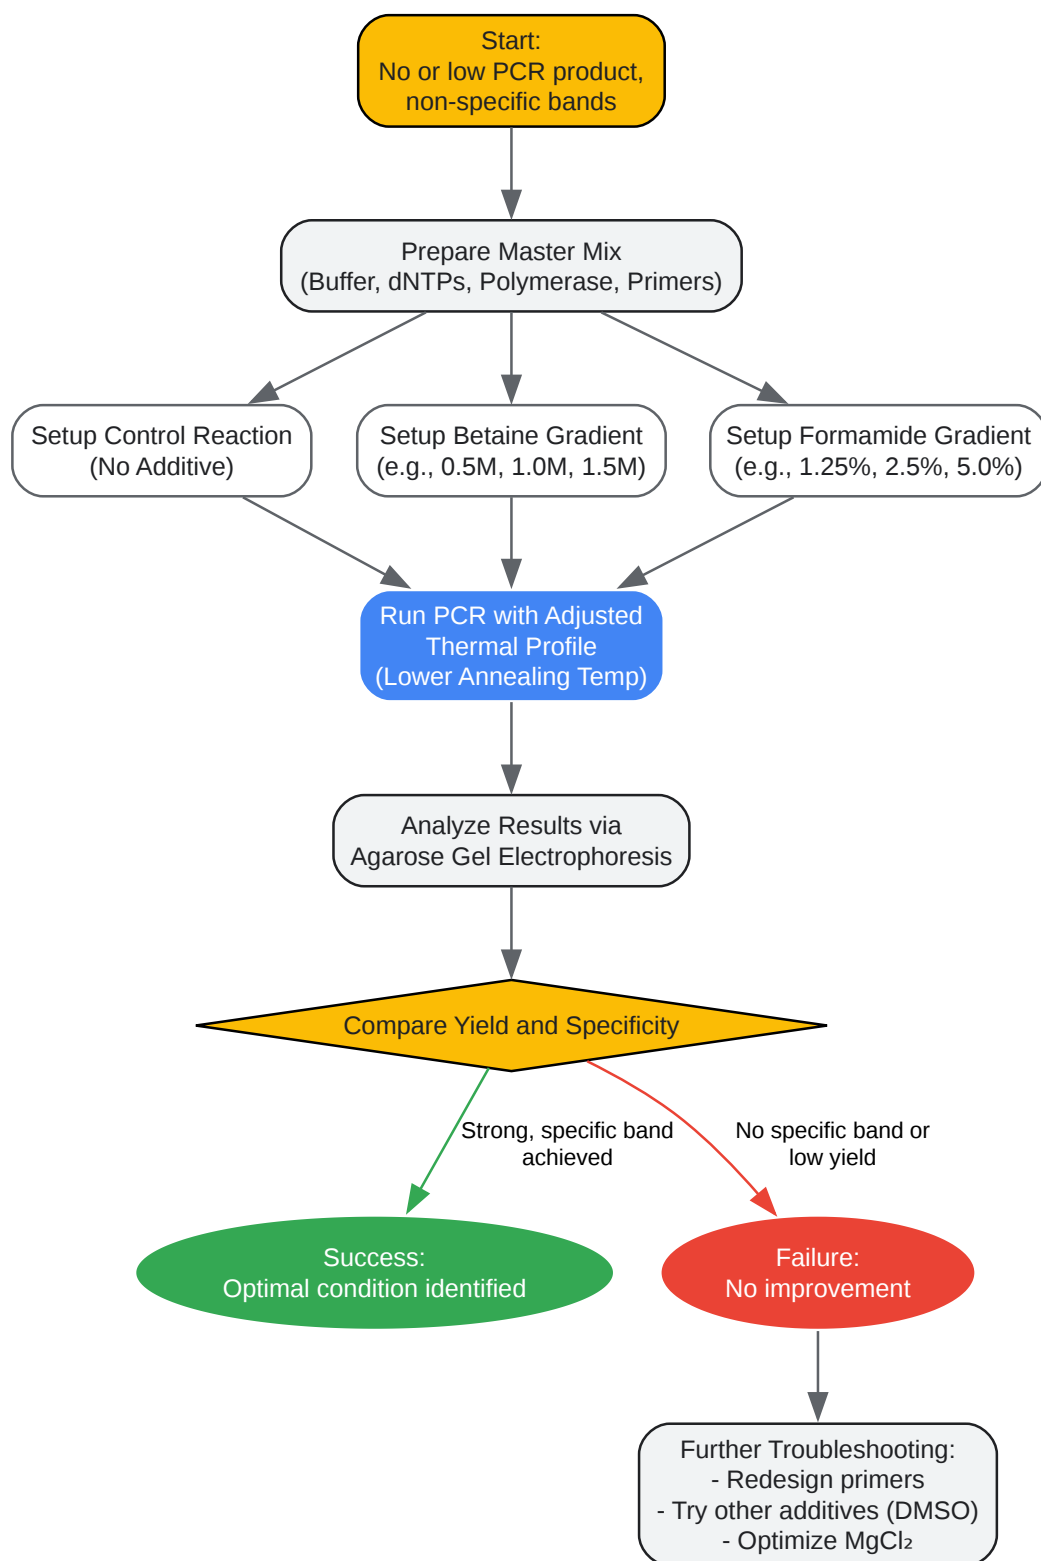 Start:
No or low PCR product,
non-specific bands
Prepare Master Mix
(Buffer, dNTPs, Polymerase, Primers)
Setup Control Reaction
(No Additive)
Setup Betaine Gradient
(e.g., 0.5M, 1.0M, 1.5M)
Setup Formamide Gradient
(e.g., 1.25%, 2.5%, 5.0%)
Run PCR with Adjusted
Thermal Profile
(Lower Annealing Temp)
Analyze Results via
Agarose Gel Electrophoresis
Compare Yield and Specificity
Strong, specific band
achieved
No specific band or
low yield
Success:
Optimal condition identified
Failure:
No improvement
Further Troubleshooting:
- Redesign primers
- Try other additives (DMSO)
- Optimize MgCl₂